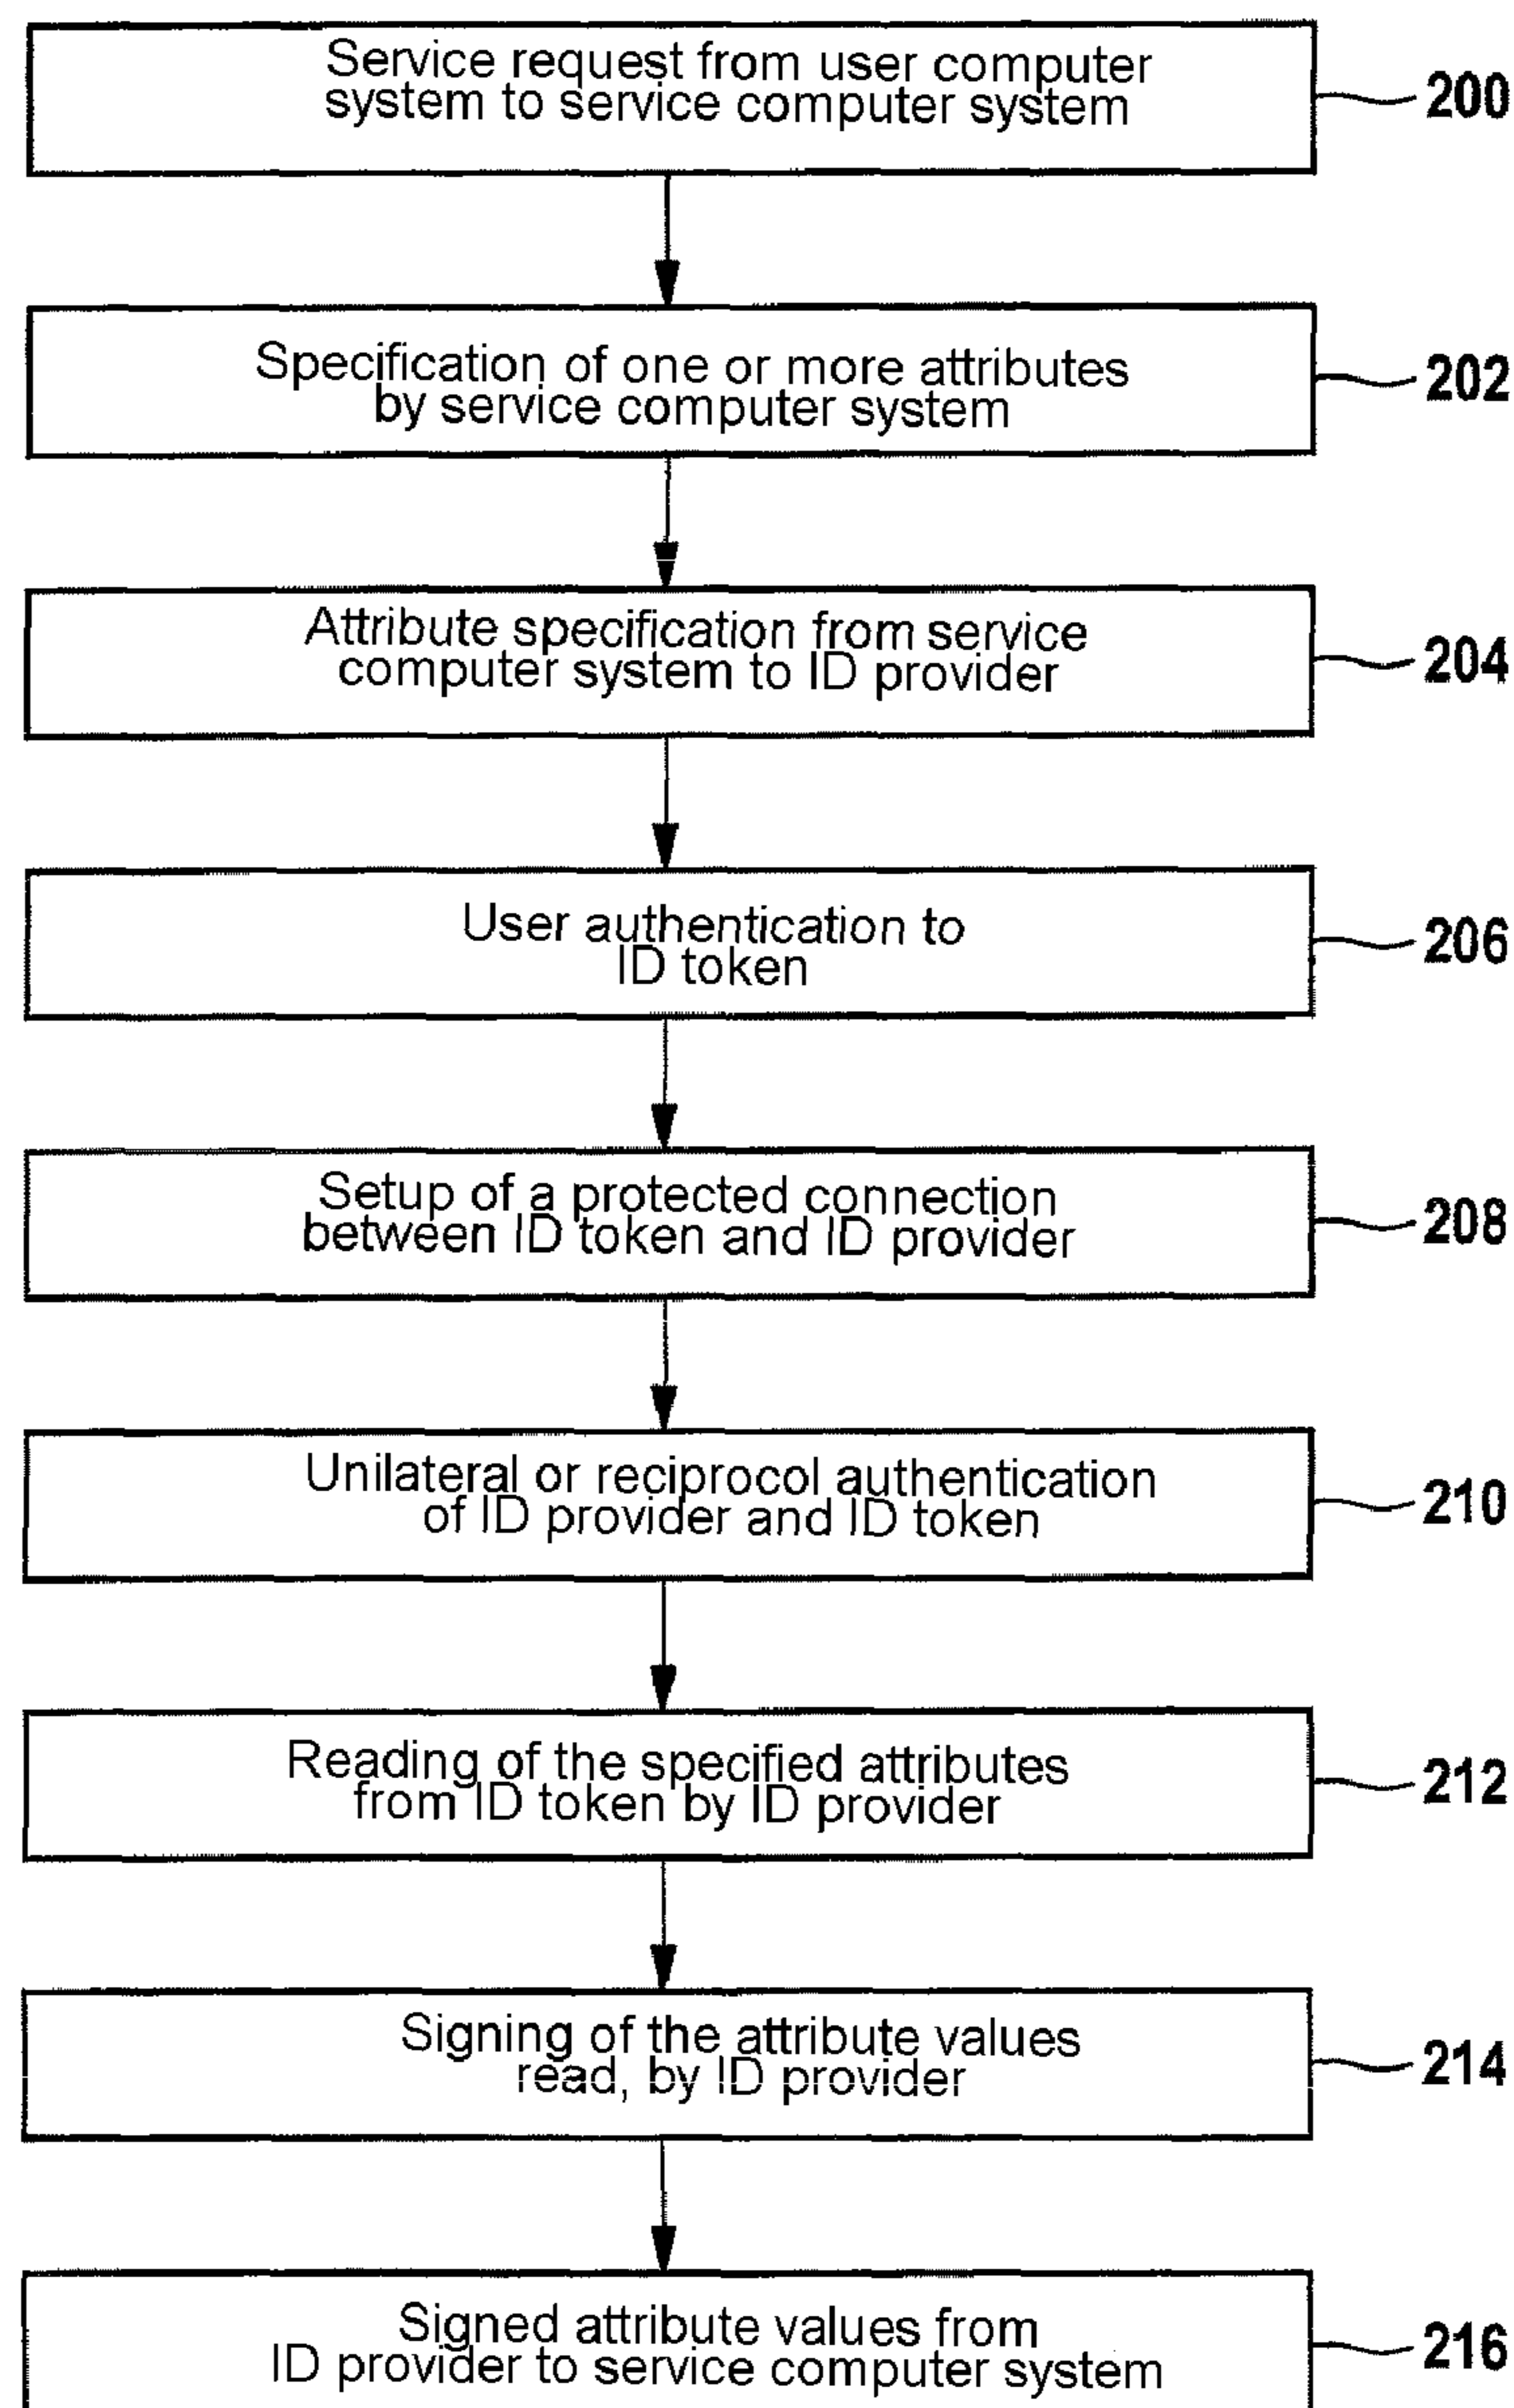 Service request from user computer
system to service computer system
200
Specification of one or more attributes
by service computer system
202
Attribute specification from service
computer system to ID provider
204
User authentication to
ID token
206
Setup of a protected connection
between ID token and ID provider
208
Unilateral or reciprocol authentication
of ID provider and ID token
210
Reading of the specified attributes
from ID token by ID provider
212
Signing of the attribute values
read, by ID provider
214
Signed attribute values from
ID provider to service computer system
216